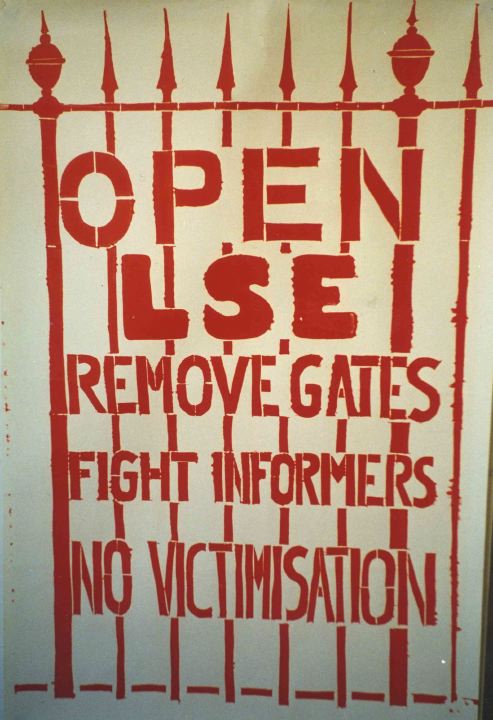 OPEN
LSE
REMOVE GATES
FIGHT INFORMERS
NO VICTIMISATION